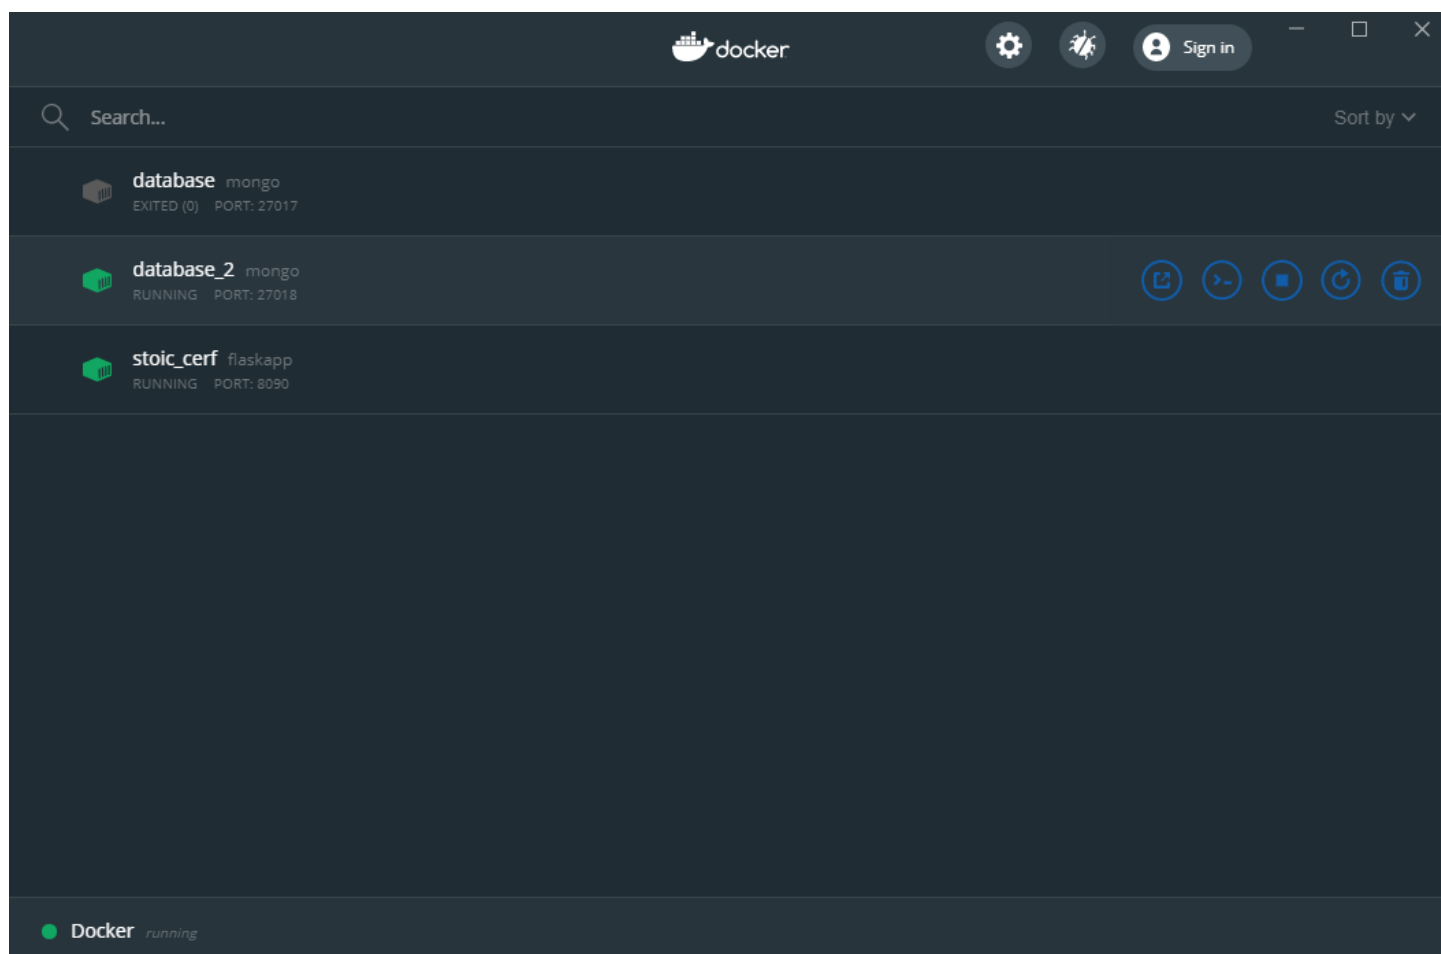 docker
Sign in
Search...
Sort by
database mongo
EXITED (0) PORT: 27017
database_2 mongo
RUNNING PORT: 27018
stoic_cerf flaskapp
RUNNING PORT: 8090
Docker running